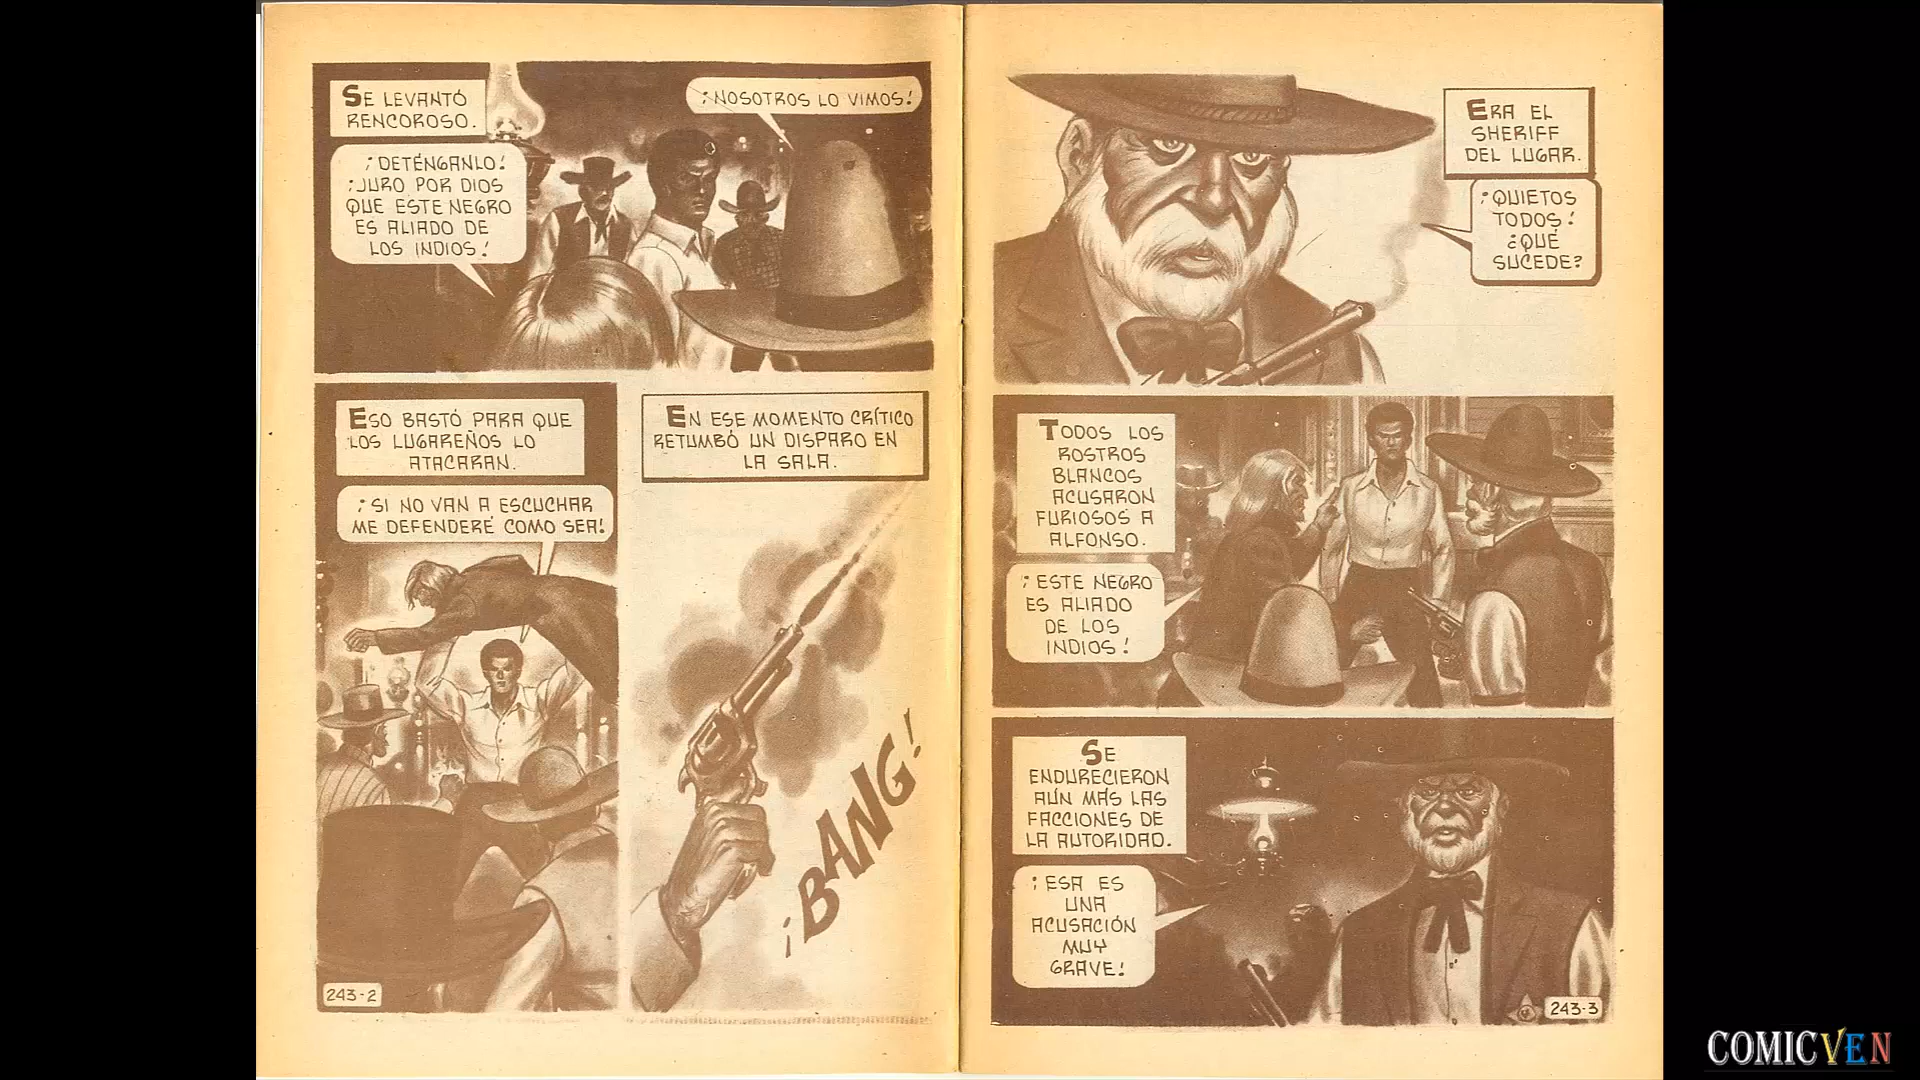 SE LEVANTÓ
RENCOROSO.
¡NOSOTROS LO VIMOS!
¡DETÉNGANLO!
¡JURO POR DIOS
QUE ESTE NEGRO
ES ALIADO DE
LOS INDIOS!
ESO BASTÓ PARA QUE
LOS LUGAREÑOS LO
ATACARAN.
¡SI NO VAN A ESCUCHAR
ME DEFENDERÉ COMO SEA!
EN ESE MOMENTO CRÍTICO
RETUMBÓ UN DISPARO EN
LA SALA.
¡BANG!
243-2
ERA EL
SHERIFF
DEL LUGAR.
¡QUIETOS
TODOS!
¿QUÉ
SUCEDE?
TODOS LOS
ROSTROS
BLANCOS
ACUSARON
FURIOSOS A
ALFONSO.
¡ESTE NEGRO
ES ALIADO
DE LOS
INDIOS!
SE
ENDURECIERON
AÚN MÁS LAS
FACCIONES DE
LA AUTORIDAD.
¡ESA ES
UNA
ACUSACIÓN
MUY
GRAVE!
243-3
COMICVEN